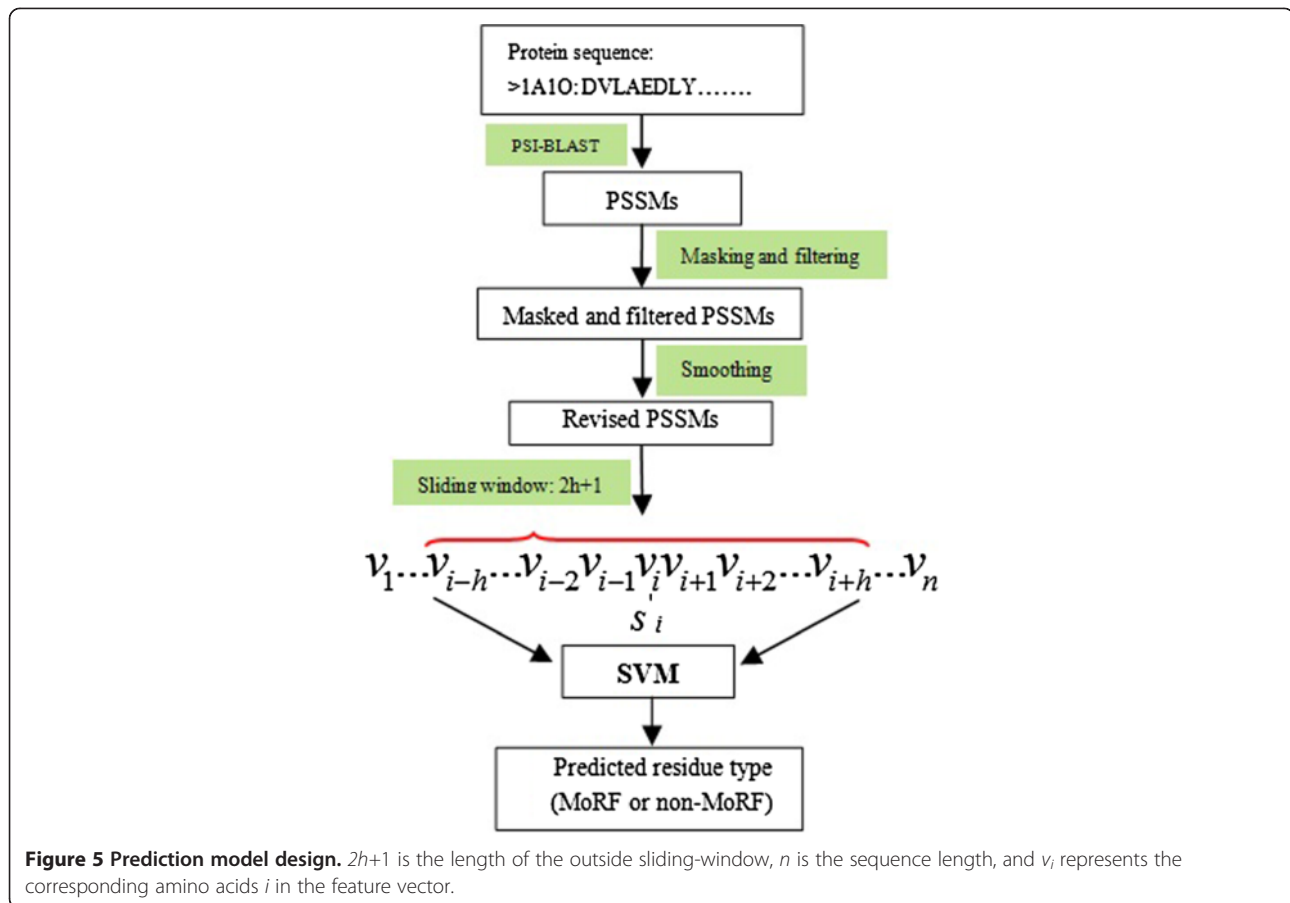 Protein sequence:
>1A1O: DVLAEDLY.......
PSI-BLAST
PSSMs
Masking and filtering
Masked and filtered PSSMs
Smoothing
Revised PSSMs
Sliding window: 2h+1
v1...vi−h...vi−2vi−1vivi+1vi+2...vi+h...vn
s'i
SVM
Predicted residue type
(MoRF or non-MoRF)
Figure 5 Prediction model design. 2h+1 is the length of the outside sliding-window, n is the sequence length, and vi represents the
corresponding amino acids i in the feature vector.